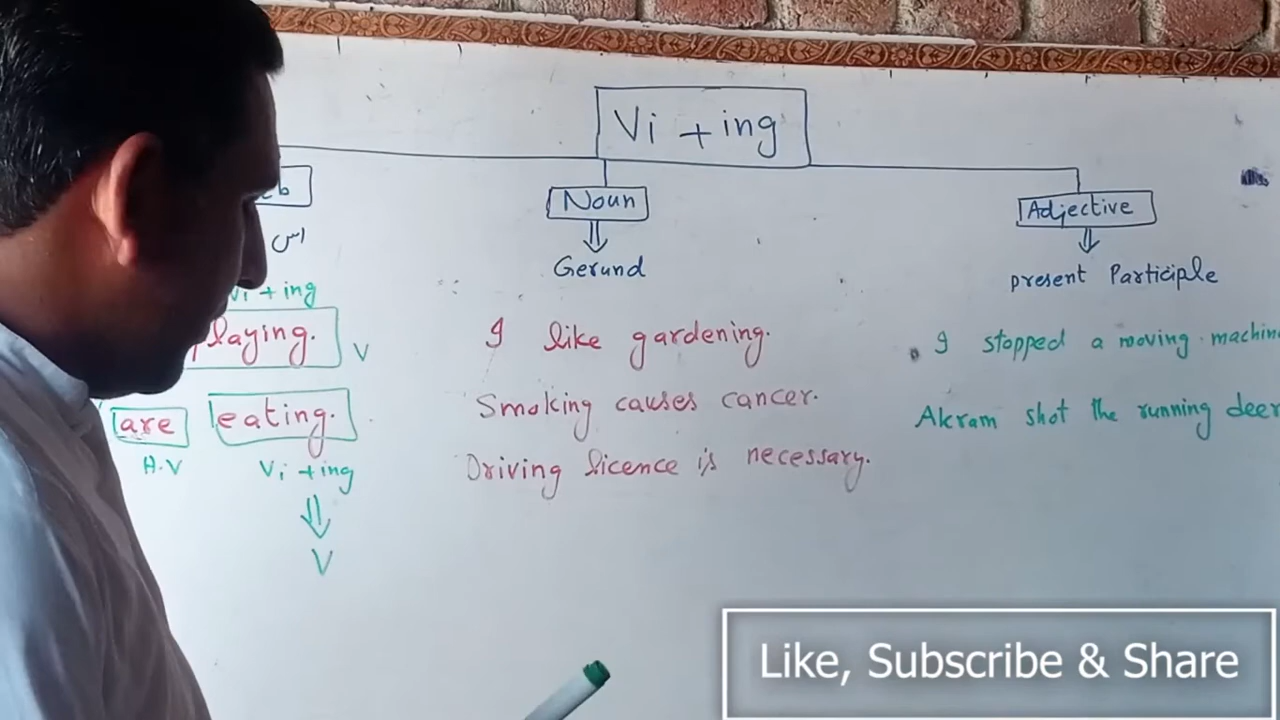 Vi + ing
Noun
Adjective
اس
Gerund
present Participle
Vi + ing
playing. V
I like gardening.
I stopped a moving machine
eating.
are
Smoking causes cancer.
Akram shot the running deer
H.V
Vi + ing
Driving licence is necessary.
V
Like, Subscribe & Share